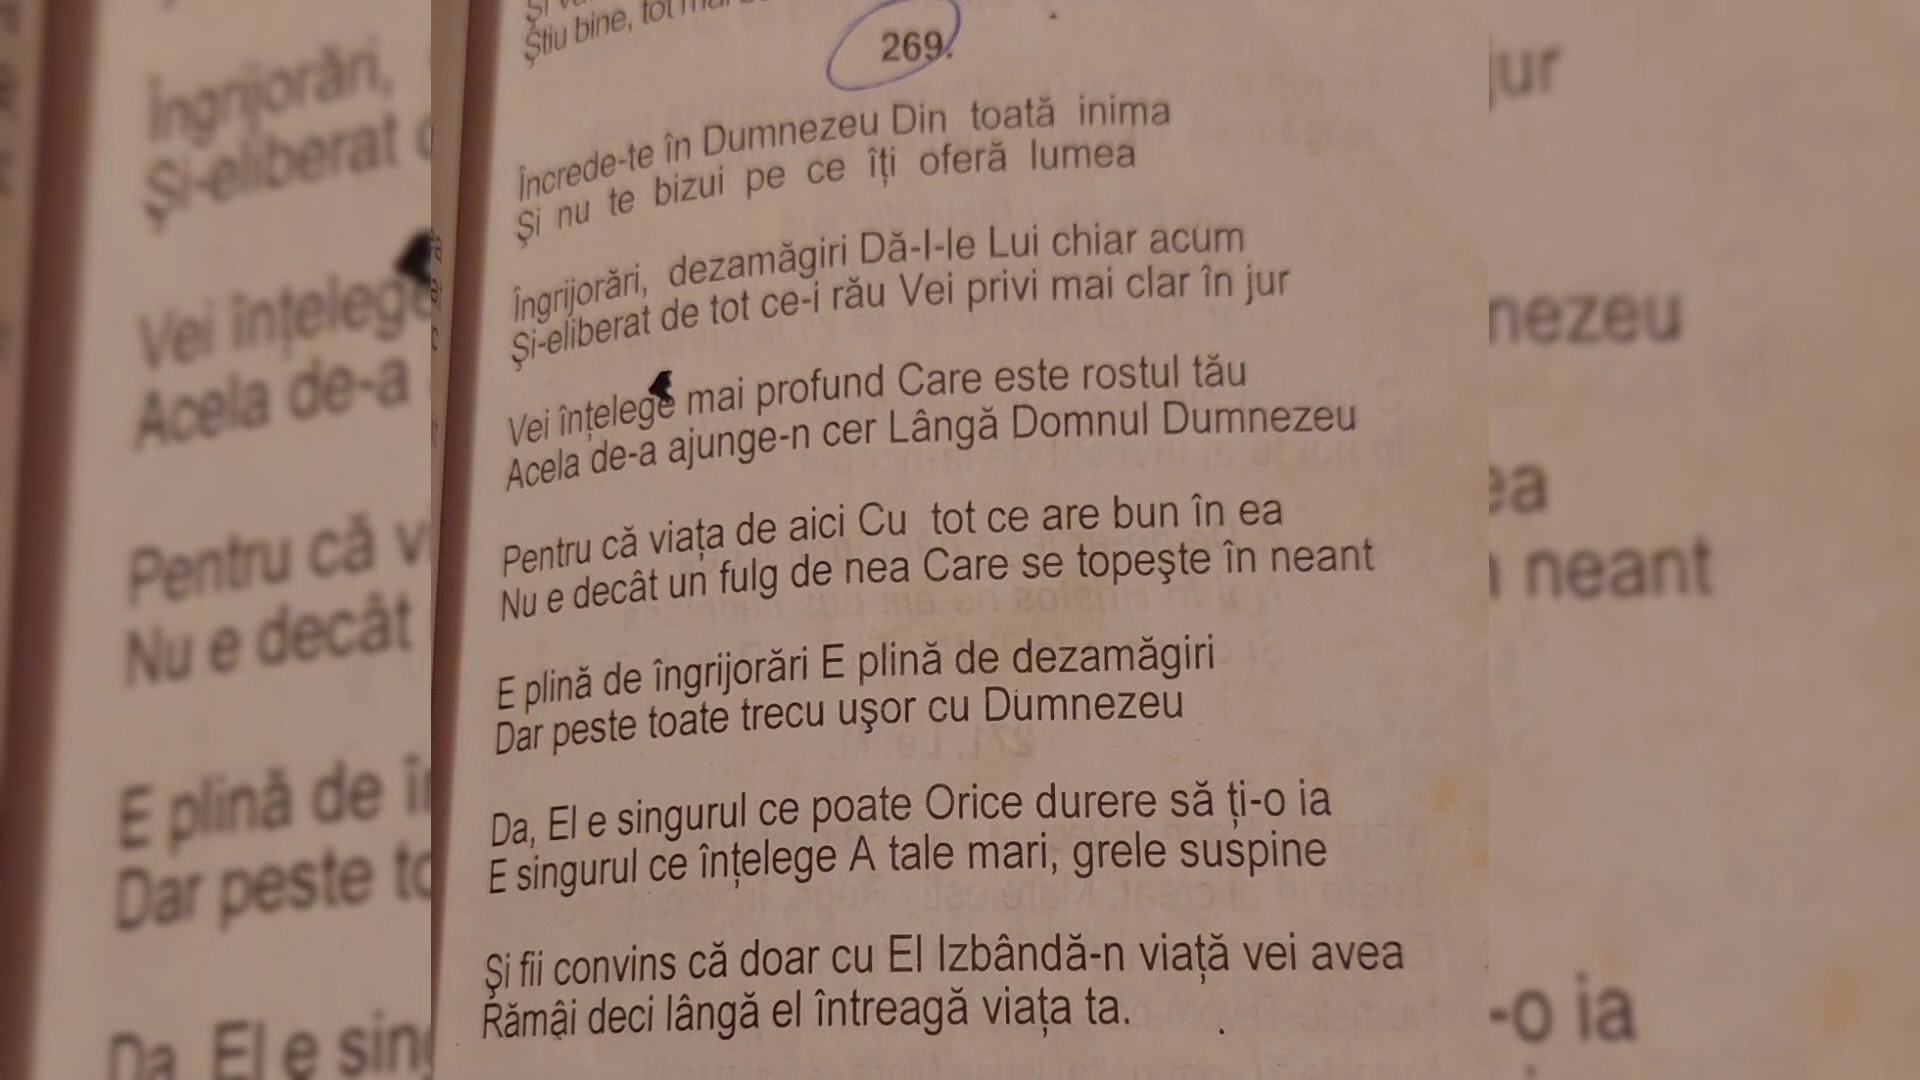 Știu bine, tot
269.
Încrede-te în Dumnezeu Din toată inima
Şi nu te bizui pe ce îţi oferă lumea
Îngrijorări, dezamăgiri Dă-I-le Lui chiar acum
Şi-eliberat de tot ce-i rău Vei privi mai clar în jur
Vei înţelege mai profund Care este rostul tău
Acela de-a ajunge-n cer Lângă Domnul Dumnezeu
Pentru că viaţa de aici Cu tot ce are bun în ea
Nu e decât un fulg de nea Care se topeşte în neant
E plină de îngrijorări E plină de dezamăgiri
Dar peste toate trecu uşor cu Dumnezeu
Da, El e singurul ce poate Orice durere să ţi-o ia
E singurul ce înţelege A tale mari, grele suspine
Şi fii convins că doar cu El Izbândă-n viaţă vei avea
Rămâi deci lângă el întreagă viaţa ta.